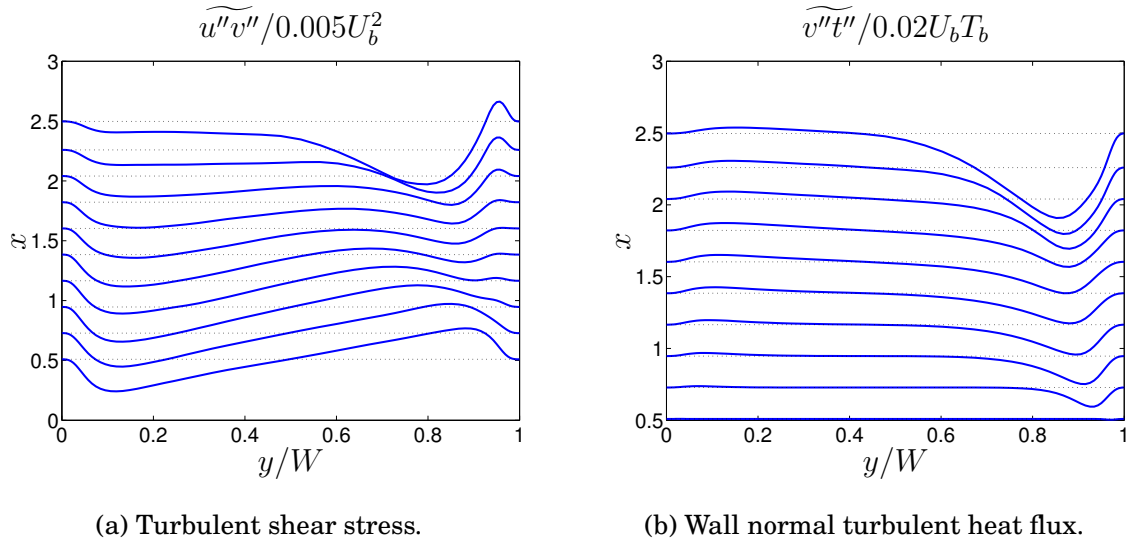 $\widetilde{u''v''}/0.005U_b^2$
3
2.5
2
1.5
1
0.5
0
x
0 0.2 0.4 0.6 0.8 1
y/W
(a) Turbulent shear stress.
$\widetilde{v''t''}/0.02U_bT_b$
3
2.5
2
1.5
1
0.5
x
0 0.2 0.4 0.6 0.8 1
y/W
(b) Wall normal turbulent heat flux.